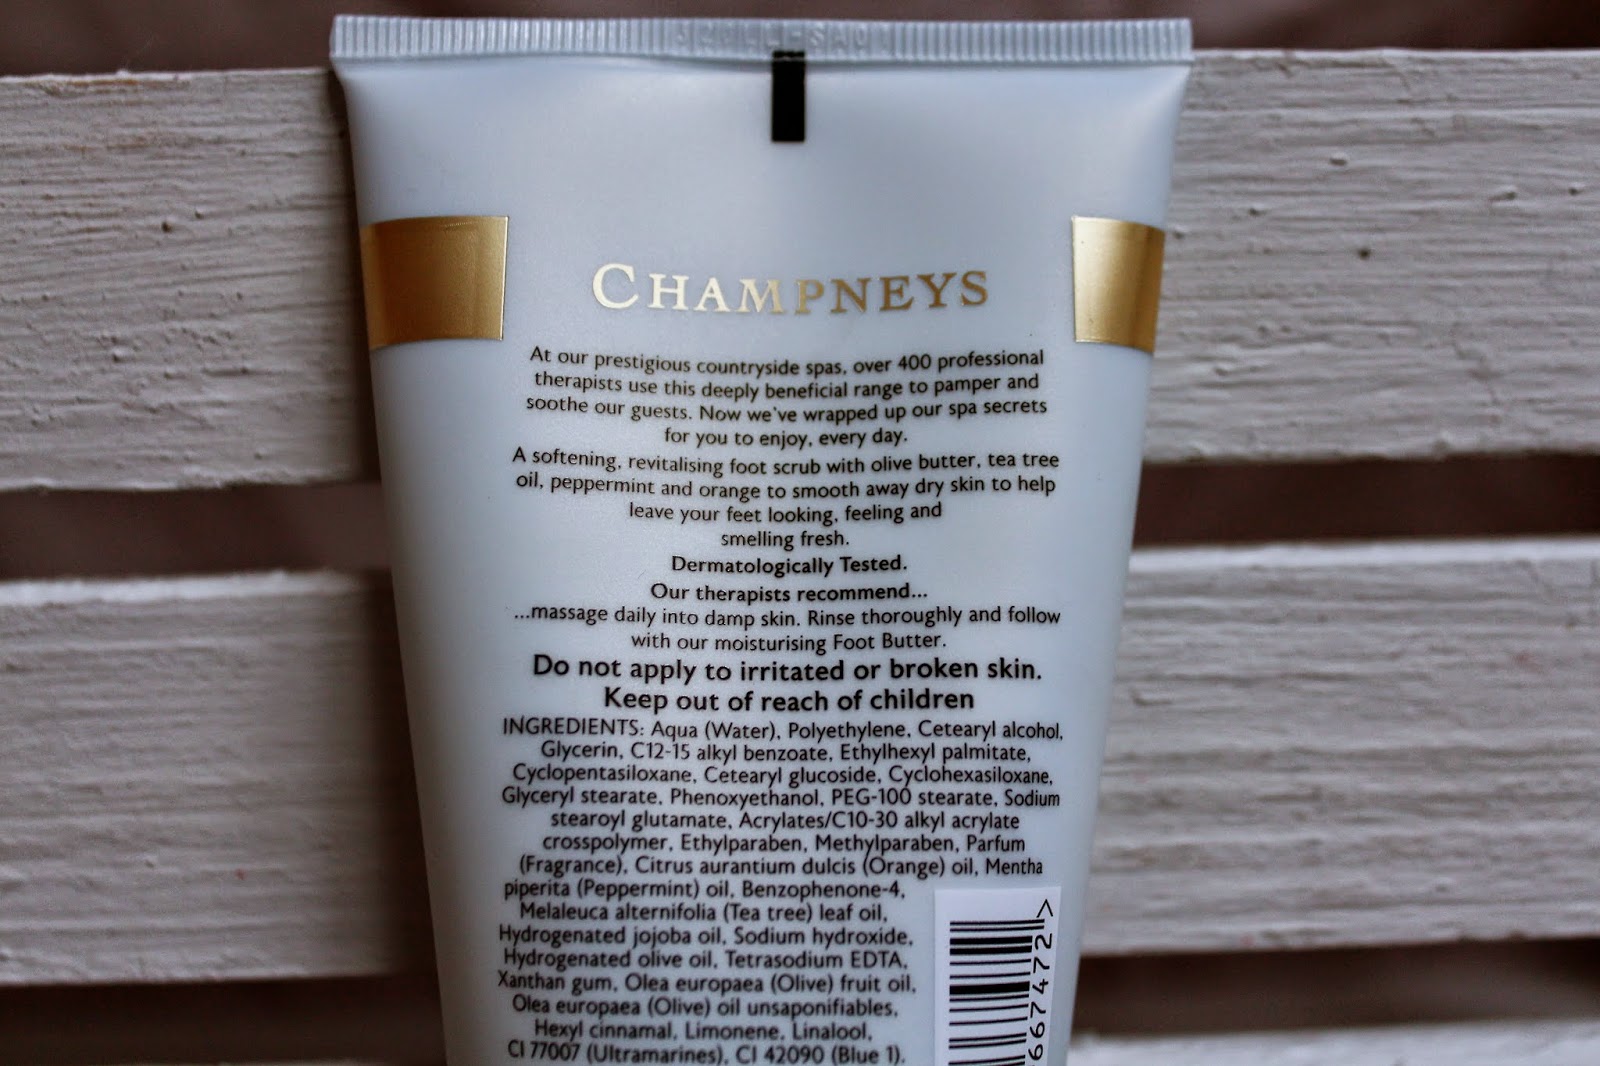 CHAMPNEYS
At our prestigious countryside spas, over 400 professional
therapists use this deeply beneficial range to pamper and
soothe our guests. Now we've wrapped up our spa secrets
for you to enjoy, every day.
A softening, revitalising foot scrub with olive butter, tea tree
oil, peppermint and orange to smooth away dry skin to help
leave your feet looking, feeling and
smelling fresh.
Dermatologically Tested.
Our therapists recommend...
...massage daily into damp skin. Rinse thoroughly and follow
with our moisturising Foot Butter.
Do not apply to irritated or broken skin.
Keep out of reach of children
INGREDIENTS: Aqua (Water), Polyethylene, Cetearyl alcohol,
Glycerin, C12-15 alkyl benzoate, Ethylhexyl palmitate,
Cyclopentasiloxane, Cetearyl glucoside, Cyclohexasiloxane,
Glyceryl stearate, Phenoxyethanol, PEG-100 stearate, Sodium
stearoyl glutamate, Acrylates/C10-30 alkyl acrylate
crosspolymer, Ethylparaben, Methylparaben, Parfum
(Fragrance), Citrus aurantium dulcis (Orange) oil, Mentha
piperita (Peppermint) oil, Benzophenone-4,
Melaleuca alternifolia (Tea tree) leaf oil,
Hydrogenated jojoba oil, Sodium hydroxide,
Hydrogenated olive oil, Tetrasodium EDTA,
Xanthan gum, Olea europaea (Olive) fruit oil,
Olea europaea (Olive) oil unsaponifiables,
Hexyl cinnamal, Limonene, Linalool,
CI 77007 (Ultramarines), CI 42090 (Blue 1).
667472>